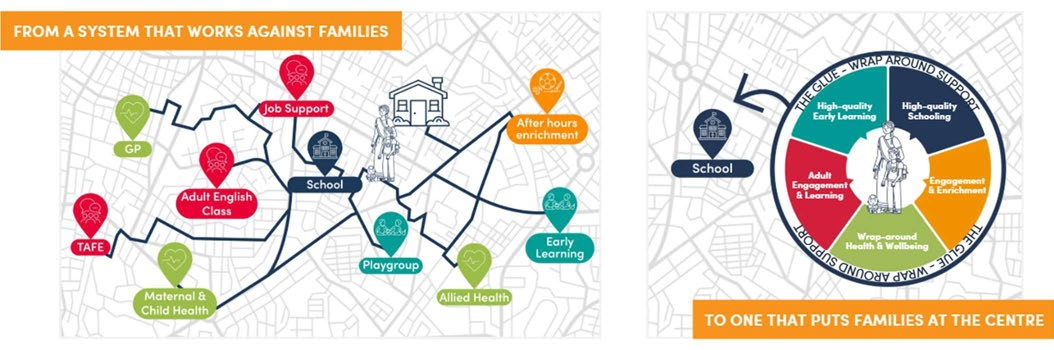 FROM A SYSTEM THAT WORKS AGAINST FAMILIES
Job Support
GP
After hours
enrichment
School
Adult English
Class
TAFE
Playgroup
Early
Learning
Maternal &
Child Health
Allied Health
School
THE GLUE - WRAP AROUND SUPPORT
High-quality
Early Learning
High-quality
Schooling
Adult
Engagement
& Learning
Engagement
& Enrichment
Wrap-around
Health & Wellbeing
THE GLUE - WRAP AROUND SUPPORT
TO ONE THAT PUTS FAMILIES AT THE CENTRE